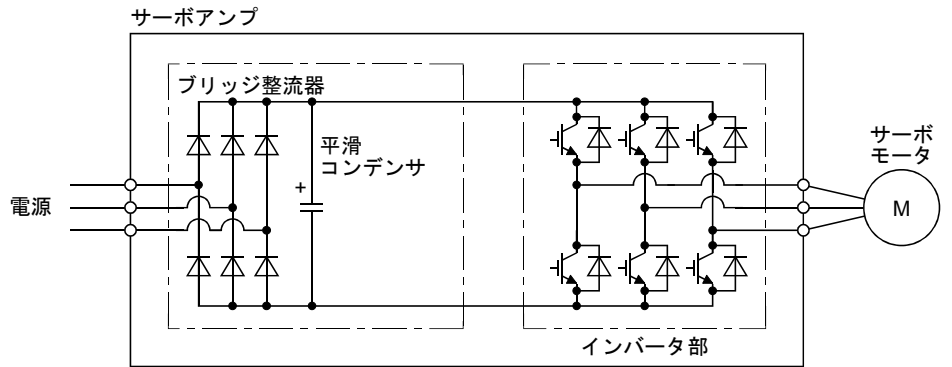 サーボアンプ
ブリッジ整流器
平滑
コンデンサ
+
電源
サーボ
モータ
M
インバータ部